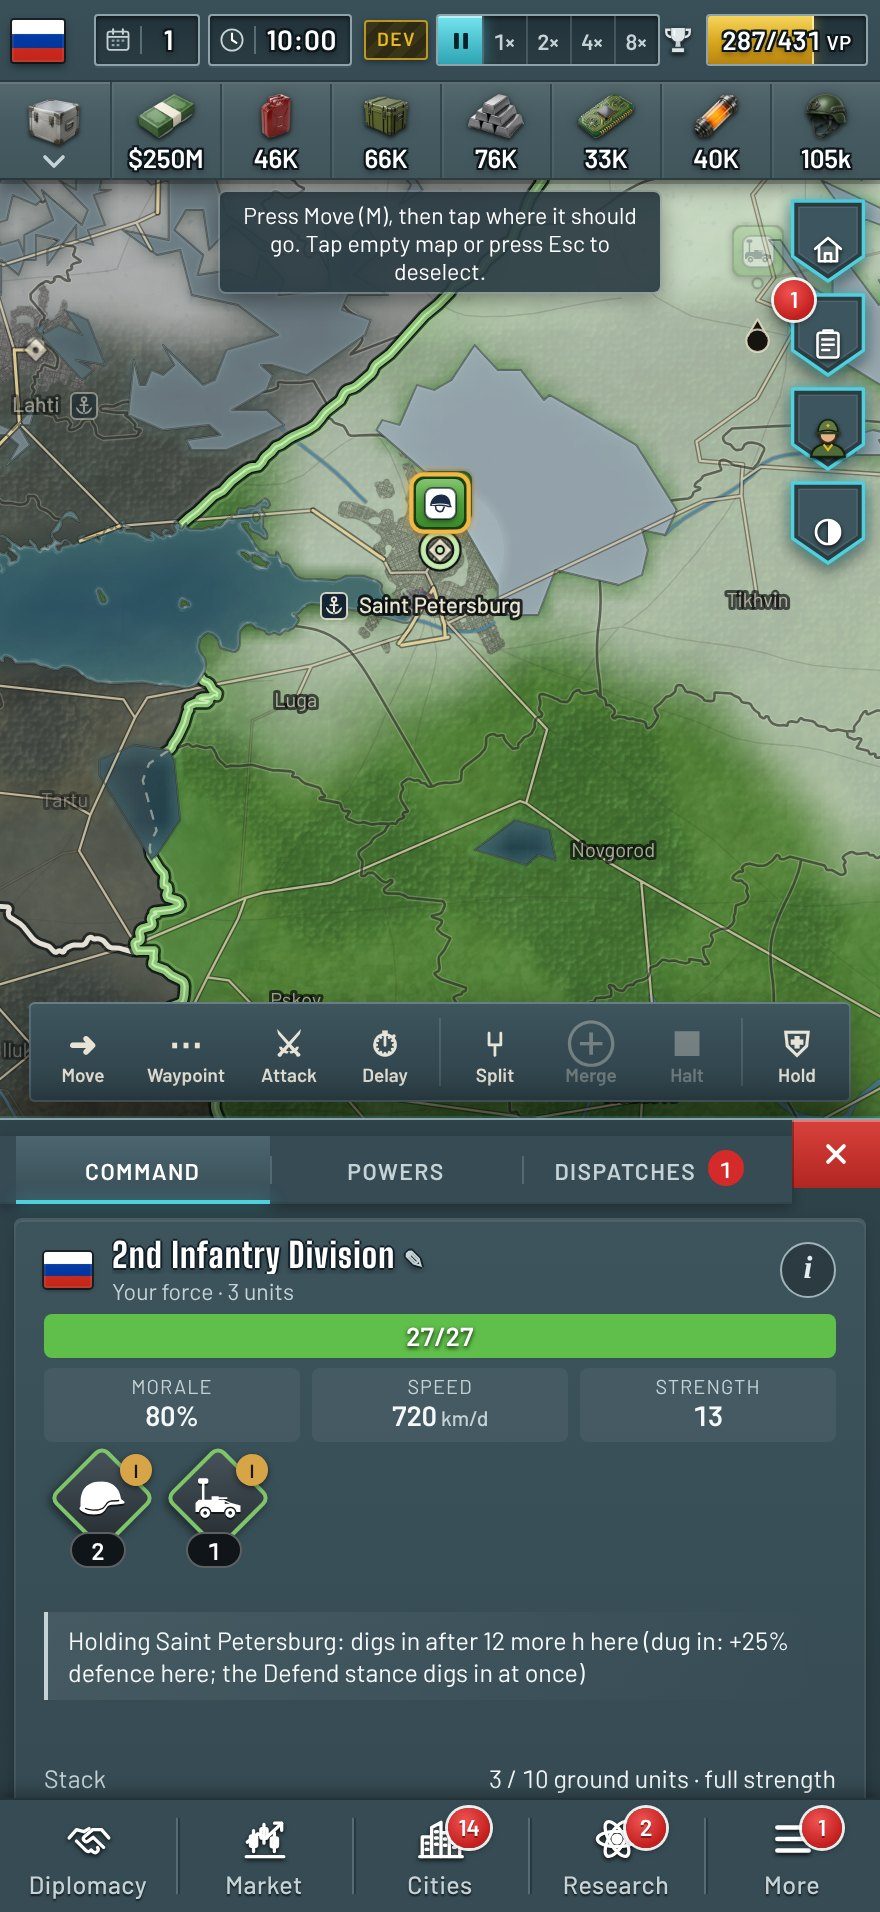 1
10:00
DEV
1×
2×
4×
8×
287/431 VP
$250M
46K
66K
76K
33K
40K
105k
Press Move (M), then tap where it should
go. Tap empty map or press Esc to
deselect.
1
Lahti
Saint Petersburg
Tikhvin
Luga
Tartu
Novgorod
Pskov
Move
Waypoint
Attack
Delay
Split
Merge
Halt
Hold
COMMAND
POWERS
DISPATCHES
1
2nd Infantry Division
i
Your force · 3 units
27/27
MORALE
80%
SPEED
720 km/d
STRENGTH
13
I
I
2
1
Holding Saint Petersburg: digs in after 12 more h here (dug in: +25%
defence here; the Defend stance digs in at once)
Stack
3 / 10 ground units · full strength
14
2
1
Diplomacy
Market
Cities
Research
More